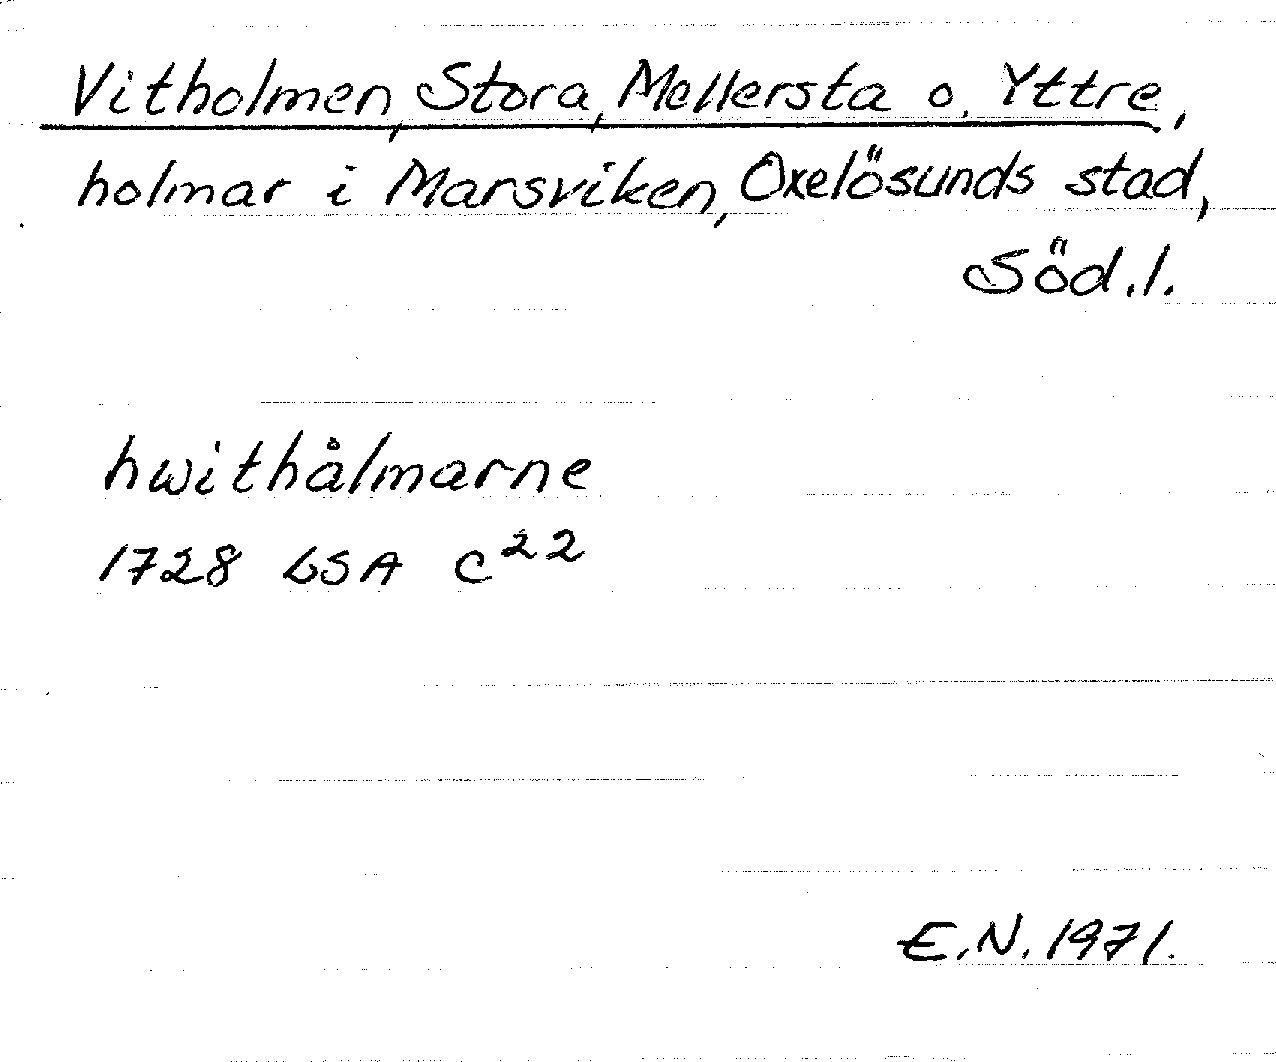 Vitholmen, Stora, Mellersta o. Yttre,
holmar i Marsviken, Oxelösunds stad,
Söd.l.
hwithålmarne
1728 LSA C²²
E.N. 1971.